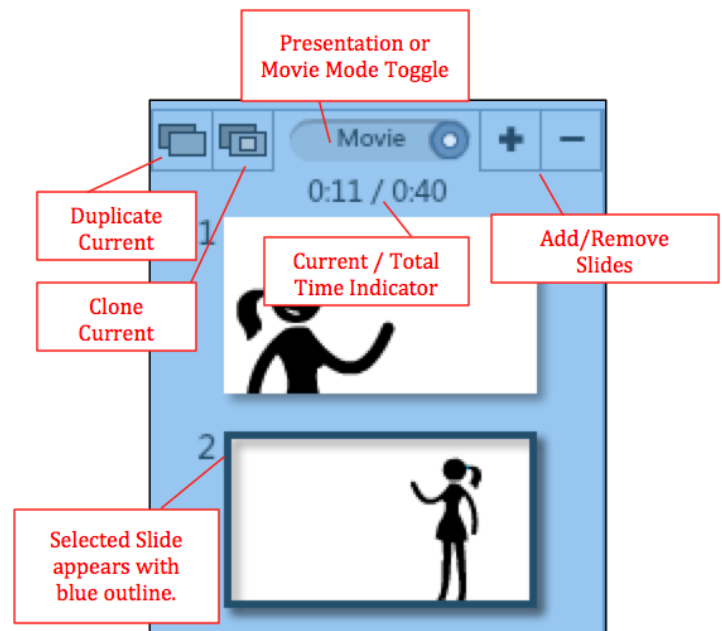 Presentation or
Movie Mode Toggle
Movie
+
−
0:11 / 0:40
Duplicate
Current
1
Current / Total
Time Indicator
Add/Remove
Slides
Clone
Current
2
Selected Slide
appears with
blue outline.